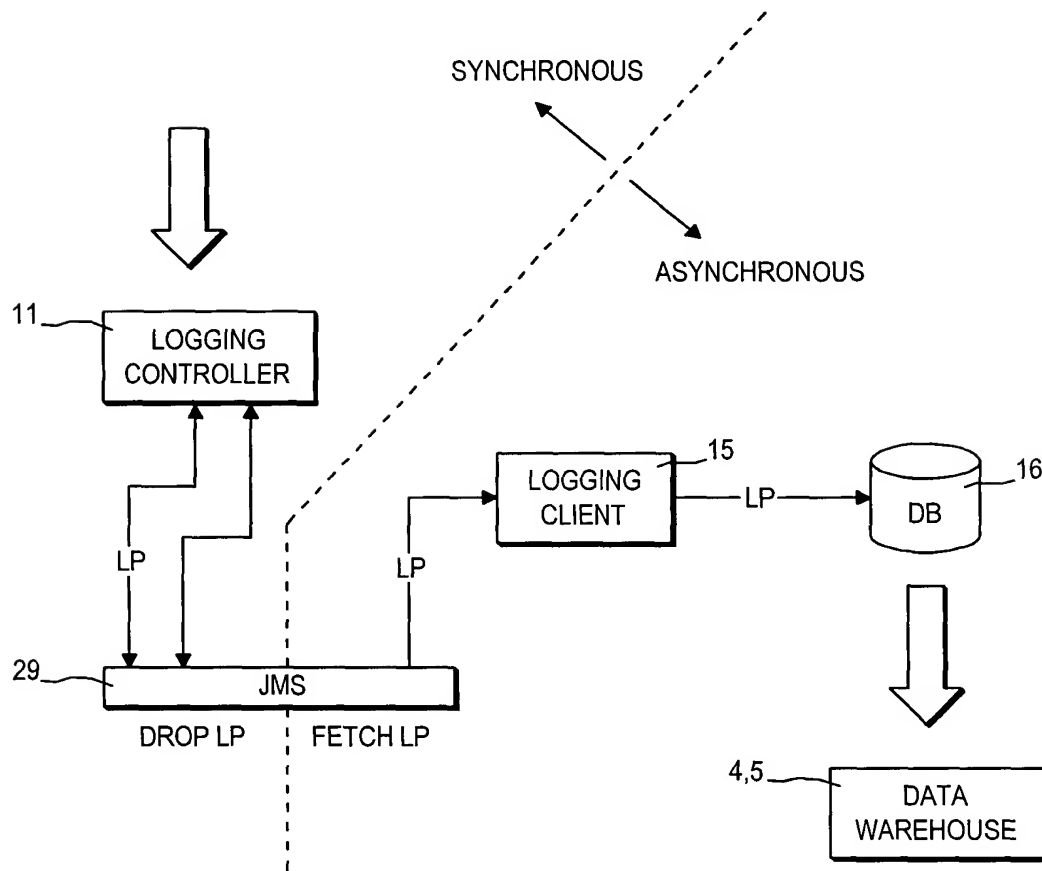 SYNCHRONOUS
ASYNCHRONOUS
11
LOGGING
CONTROLLER
15
LOGGING
CLIENT
LP
16
DB
LP
LP
29
JMS
DROP LP
FETCH LP
4,5
DATA
WAREHOUSE